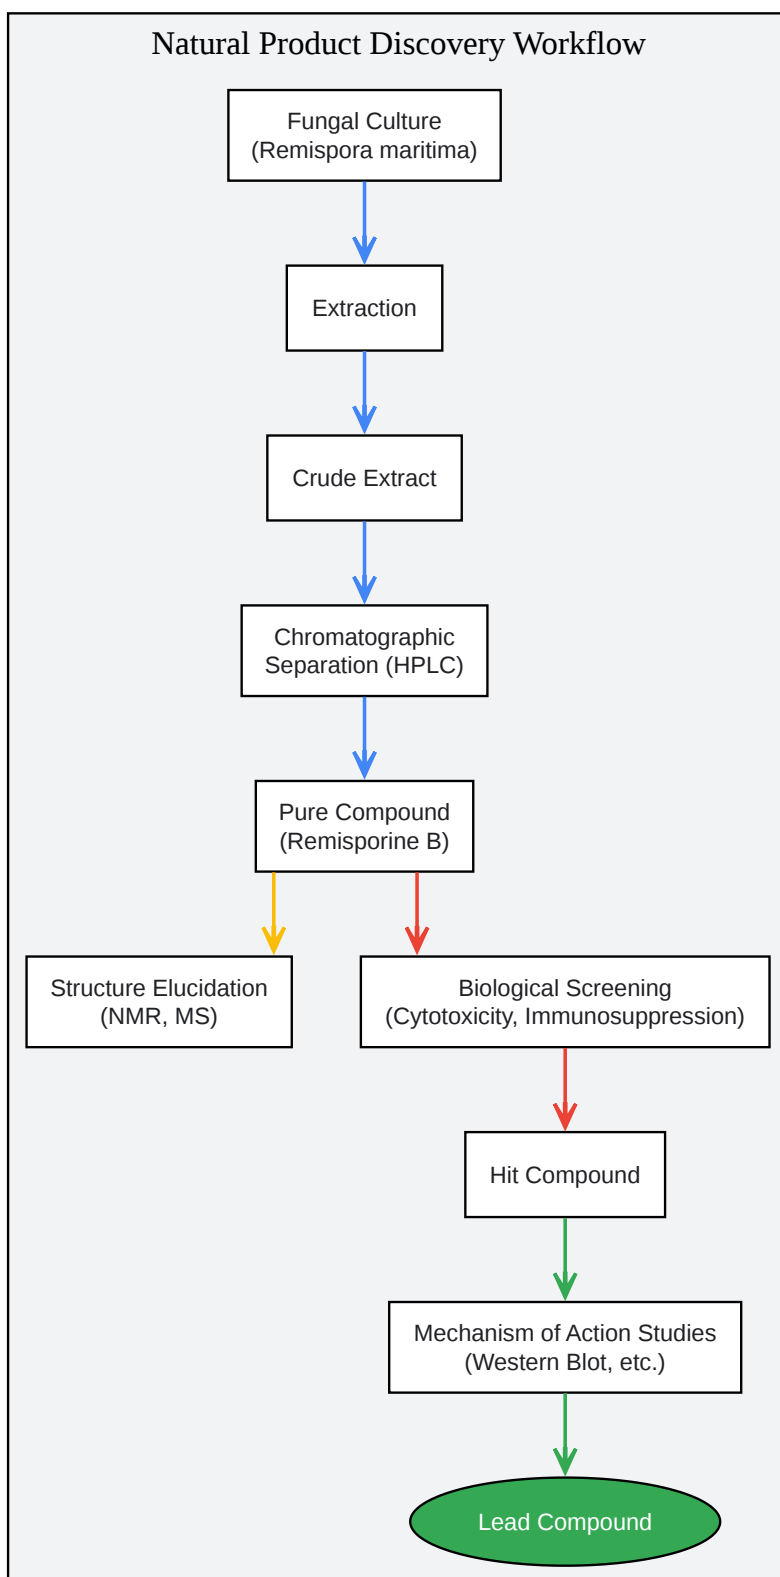 Natural Product Discovery Workflow
Fungal Culture
(Remispora maritima)
Extraction
Crude Extract
Chromatographic
Separation (HPLC)
Pure Compound
(Remisporine B)
Structure Elucidation
(NMR, MS)
Biological Screening
(Cytotoxicity, Immunosuppression)
Hit Compound
Mechanism of Action Studies
(Western Blot, etc.)
Lead Compound